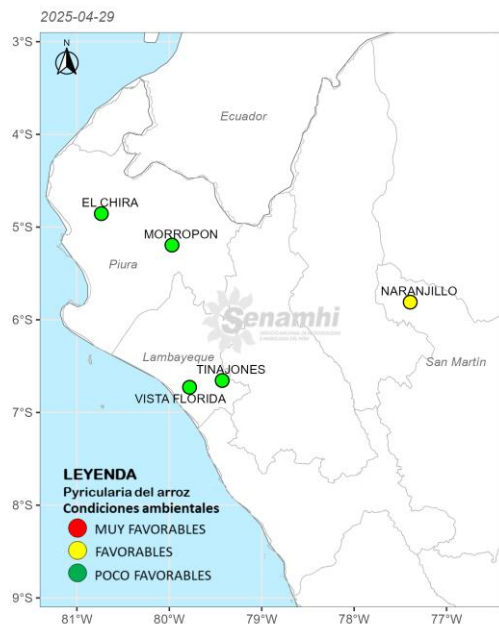 2025-04-29
3°S
N
Ecuador
4°S
EL CHIRA
5°S
MORROPON
Piura
NARANJILLO
6°S
Senamhi
Lambayeque
San Martín
TINAJONES
VISTA FLORIDA
7°S
LEYENDA
Pyricularia del arroz
Condiciones ambientales
8°S
MUY FAVORABLES
FAVORABLES
POCO FAVORABLES
9°S
81°W 80°W 79°W 78°W 77°W